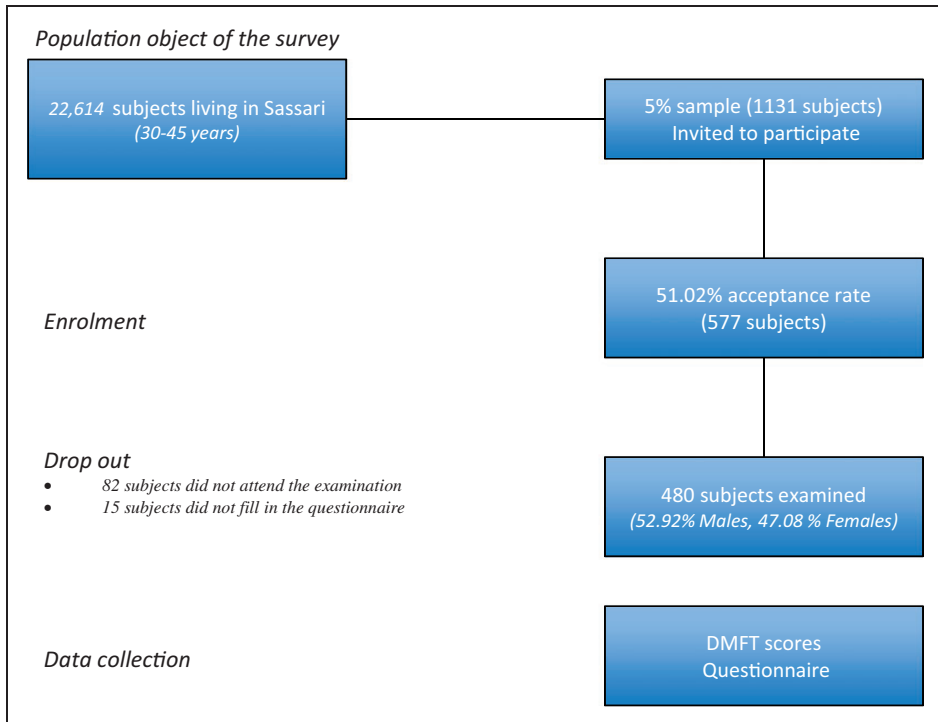 Population object of the survey
22,614 subjects living in Sassari
(30-45 years)
5% sample (1131 subjects)
Invited to participate
Enrolment
51.02% acceptance rate
(577 subjects)
Drop out
• 82 subjects did not attend the examination
• 15 subjects did not fill in the questionnaire
480 subjects examined
(52.92% Males, 47.08 % Females)
Data collection
DMFT scores
Questionnaire